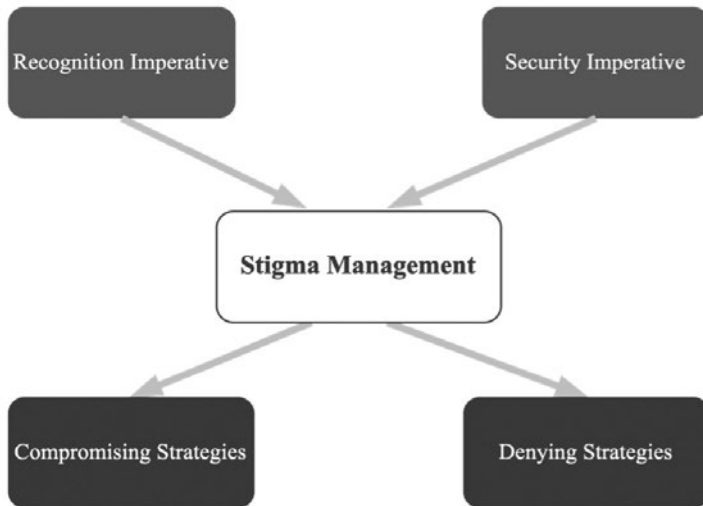 Recognition Imperative
Security Imperative
Stigma Management
Compromising Strategies
Denying Strategies